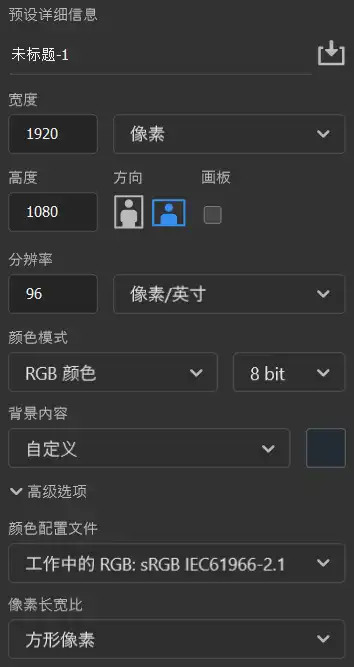 预设详细信息
未标题-1
宽度
1920 像素
高度 方向 画板
1080
分辨率
96 像素/英寸
颜色模式
RGB 颜色 8 bit
背景内容
自定义
高级选项
颜色配置文件
工作中的 RGB: sRGB IEC61966-2.1
像素长宽比
方形像素